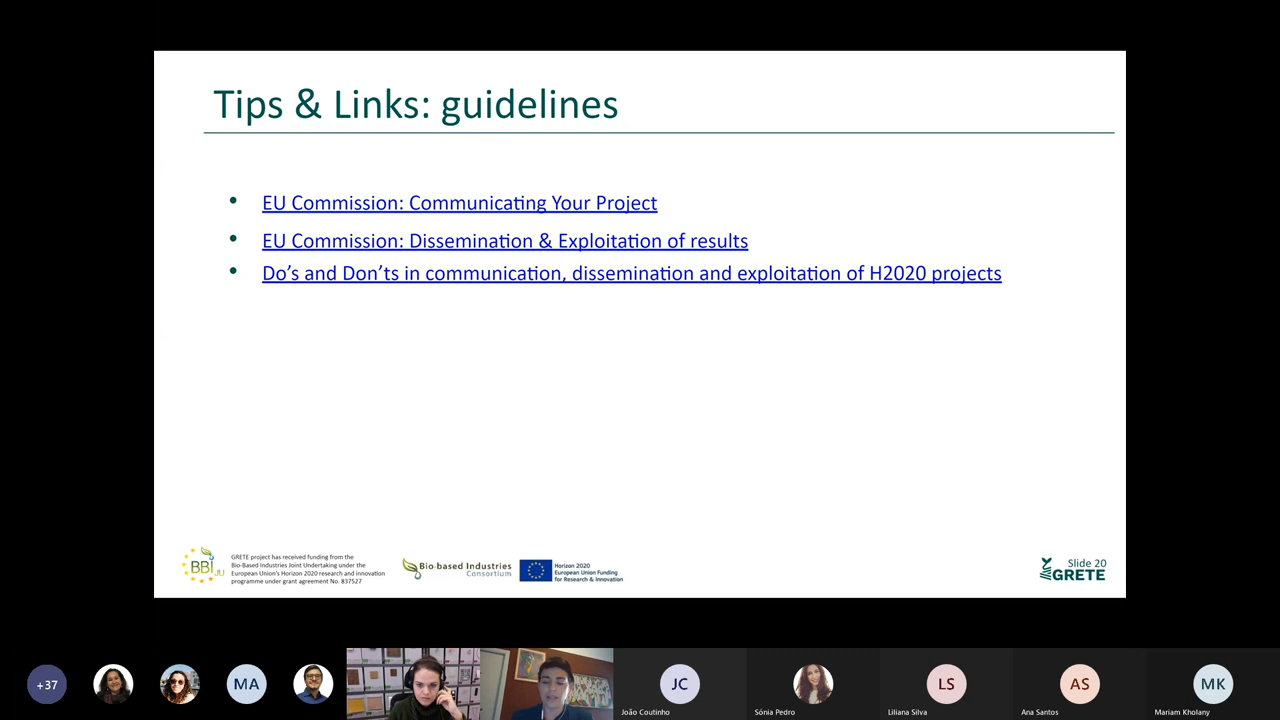 Tips & Links: guidelines
• EU Commission: Communicating Your Project
• EU Commission: Dissemination & Exploitation of results
• Do’s and Don’ts in communication, dissemination and exploitation of H2020 projects
BBI JU
GRETE project has received funding from the
Bio-Based Industries Joint Undertaking under the
European Union's Horizon 2020 research and innovation
programme under grant agreement No. 837527
Bio-based Industries
Consortium
Horizon 2020
European Union Funding
for Research & Innovation
Slide 20
GRETE
+37
MA
JC
João Coutinho
Sónia Pedro
LS
Liliana Silva
AS
Ana Santos
MK
Mariam Kholany